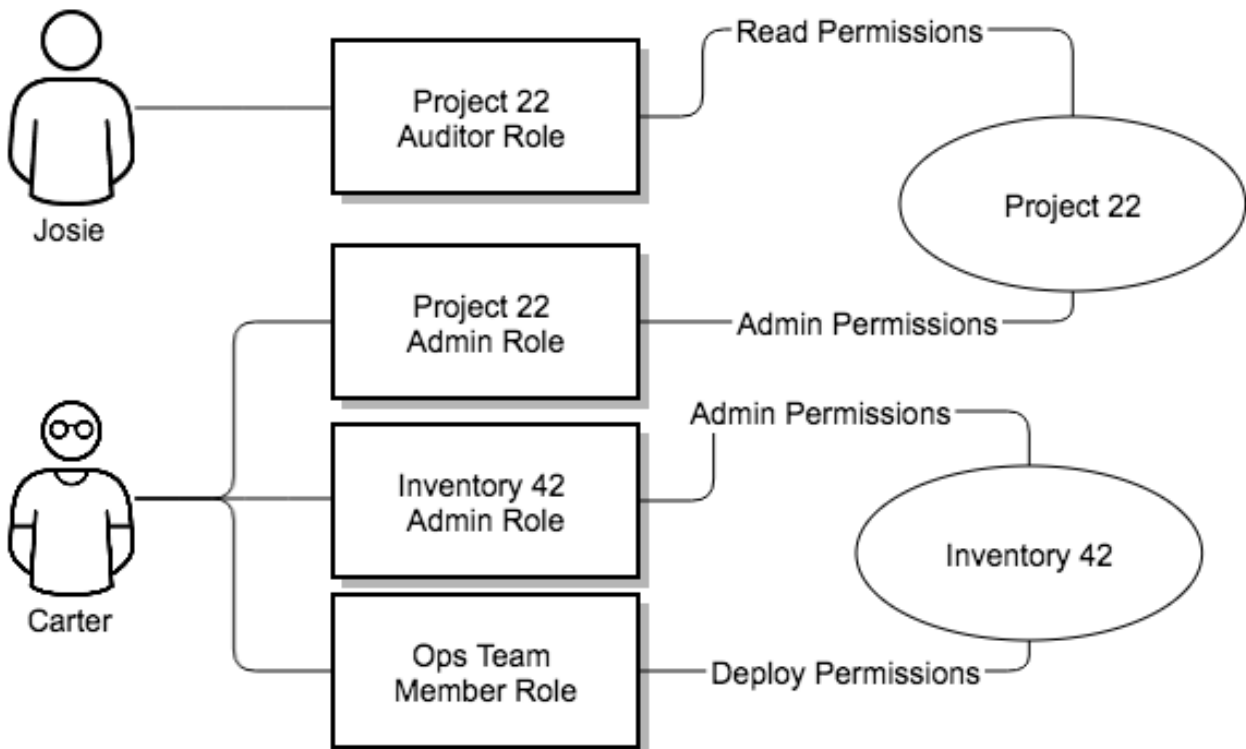 Read Permissions
Project 22
Auditor Role
Project 22
Josie
Project 22
Admin Role
Admin Permissions
Admin Permissions
Inventory 42
Admin Role
Inventory 42
Carter
Ops Team
Member Role
Deploy Permissions